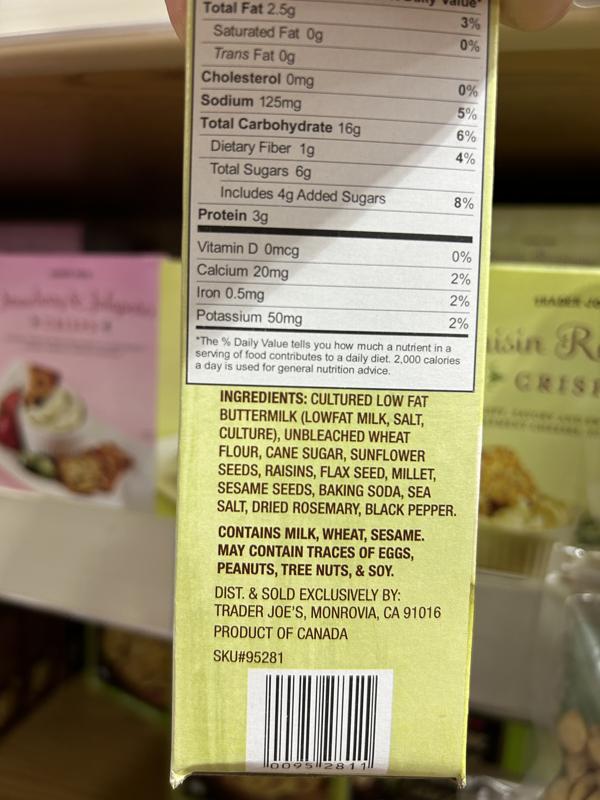 Daily Value*
Total Fat 2.5g 3%
Saturated Fat 0g 0%
Trans Fat 0g
Cholesterol 0mg 0%
Sodium 125mg 5%
Total Carbohydrate 16g 6%
Dietary Fiber 1g 4%
Total Sugars 6g
Includes 4g Added Sugars 8%
Protein 3g
Vitamin D 0mcg 0%
Calcium 20mg 2%
Iron 0.5mg 2%
Potassium 50mg 2%
*The % Daily Value tells you how much a nutrient in a
serving of food contributes to a daily diet. 2,000 calories
a day is used for general nutrition advice.
INGREDIENTS: CULTURED LOW FAT
BUTTERMILK (LOWFAT MILK, SALT,
CULTURE), UNBLEACHED WHEAT
FLOUR, CANE SUGAR, SUNFLOWER
SEEDS, RAISINS, FLAX SEED, MILLET,
SESAME SEEDS, BAKING SODA, SEA
SALT, DRIED ROSEMARY, BLACK PEPPER.
CONTAINS MILK, WHEAT, SESAME.
MAY CONTAIN TRACES OF EGGS,
PEANUTS, TREE NUTS, & SOY.
DIST. & SOLD EXCLUSIVELY BY:
TRADER JOE'S, MONROVIA, CA 91016
PRODUCT OF CANADA
SKU#95281
00952811
TRADER JO
isin R
CRISP